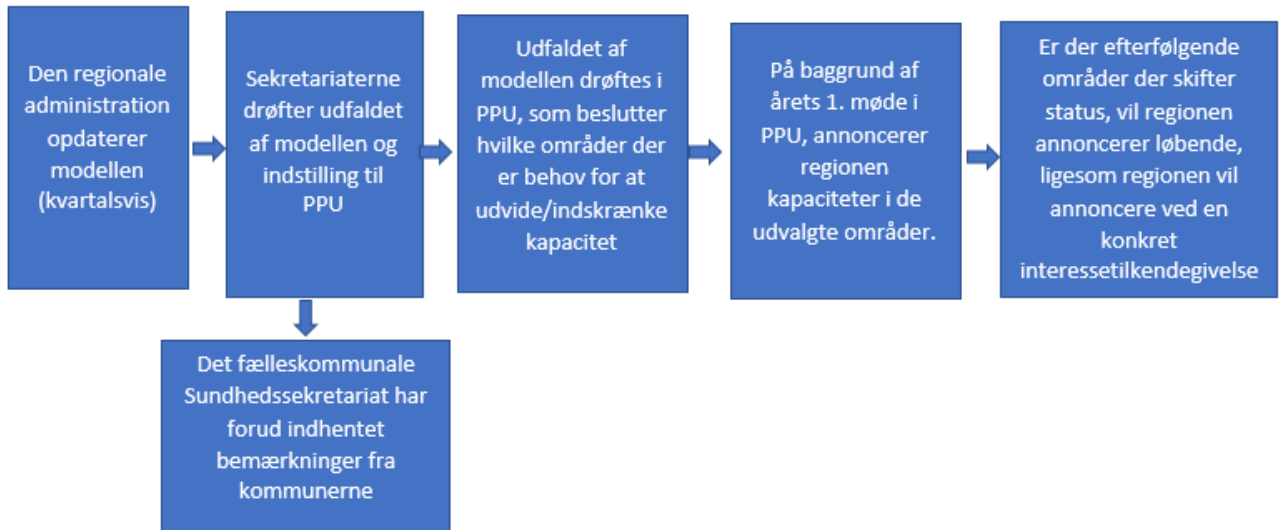 Den regionale
administration
opdaterer
modellen
(kvartalsvis)
Sekretariaterne
drøfter udfaldet
af modellen og
indstilling til
PPU
Udfaldet af
modellen drøftes i
PPU, som beslutter
hvilke områder der
er behov for at
udvide/indskrænke
kapacitet
På baggrund af
årets 1. møde i
PPU, annoncerer
regionen
kapaciteter i de
udvalgte områder.
Er der efterfølgende
områder der skifter
status, vil regionen
annoncerer løbende,
ligesom regionen vil
annoncere ved en
konkret
interessetilkendegivelse
Det fælleskommunale
Sundhedssekretariat har
forud indhentet
bemærkninger fra
kommunerne